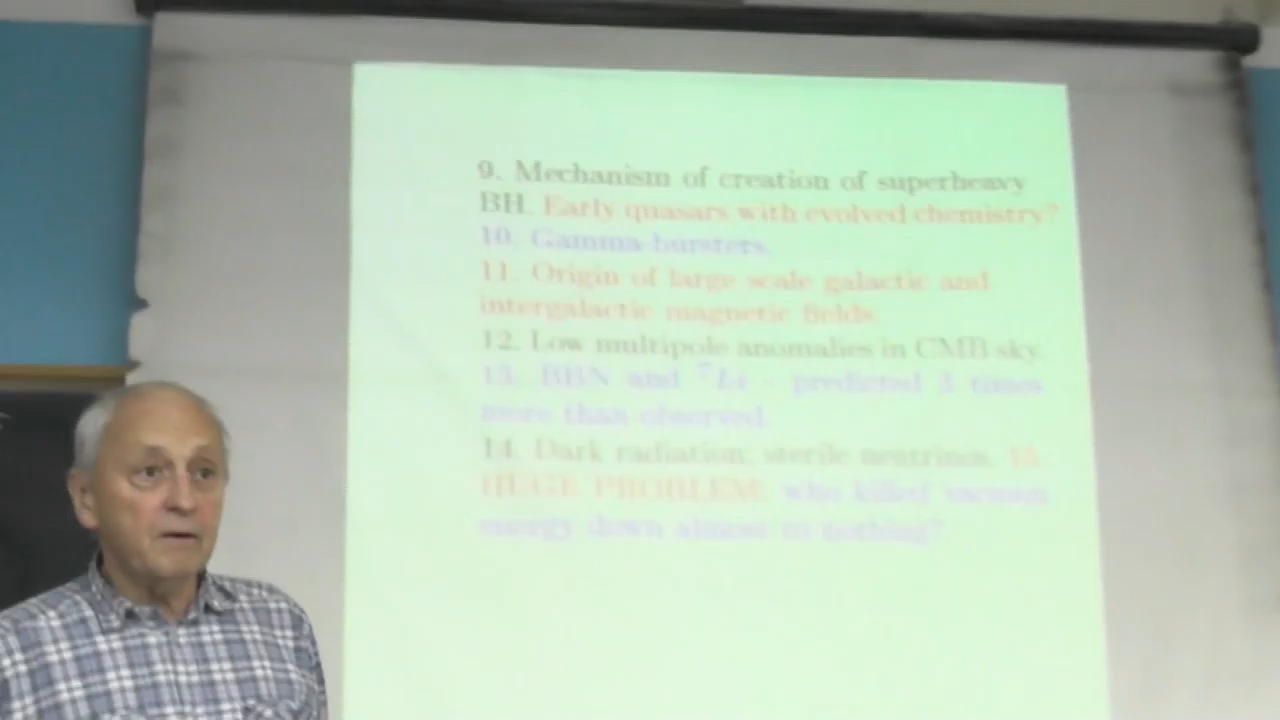 9. Mechanism of creation of superheavy
BH. Early quasars with evolved chemistry?
10. Gamma-bursters.
11. Origin of large scale galactic and
intergalactic magnetic fields.
12. Low multipole anomalies in CMB sky.
13. BBN and ⁷Li - predicted 3 times
more than observed.
14. Dark radiation; sterile neutrinos. 15.
HUGE PROBLEM: who killed vacuum
energy down almost to nothing?